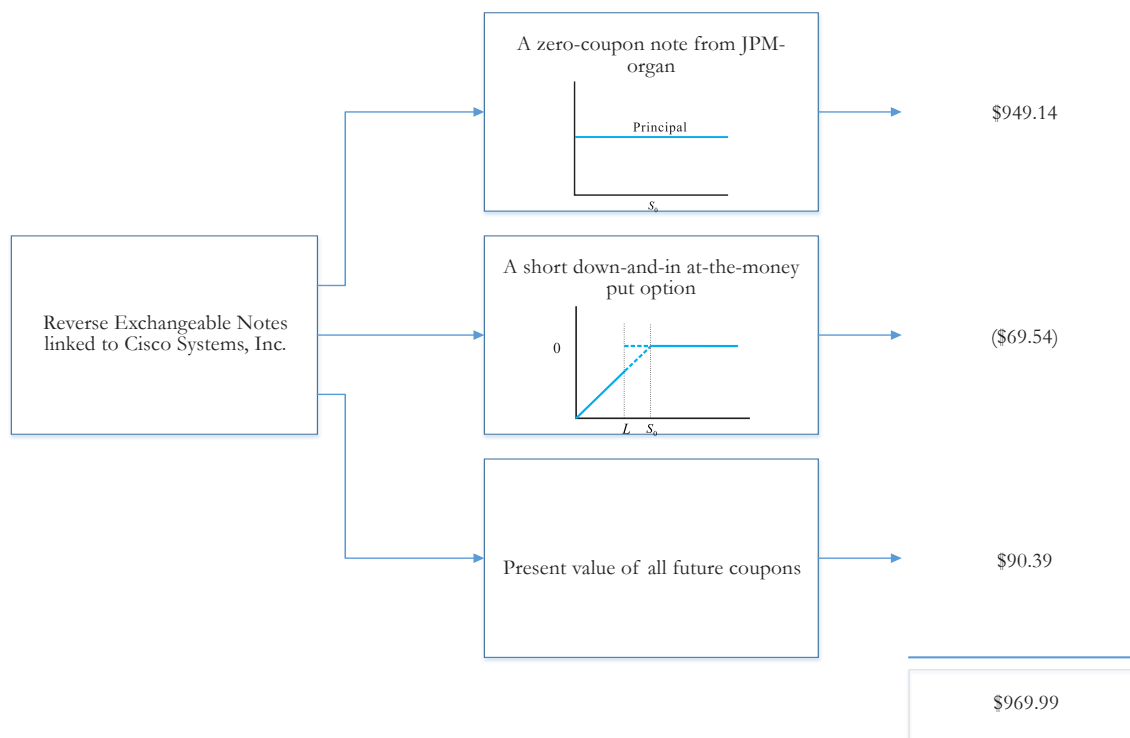 A zero-coupon note from JPM-
organ
Principal
S₀
$949.14
Reverse Exchangeable Notes
linked to Cisco Systems, Inc.
A short down-and-in at-the-money
put option
0
L S₀
($69.54)
Present value of all future coupons
$90.39
$969.99